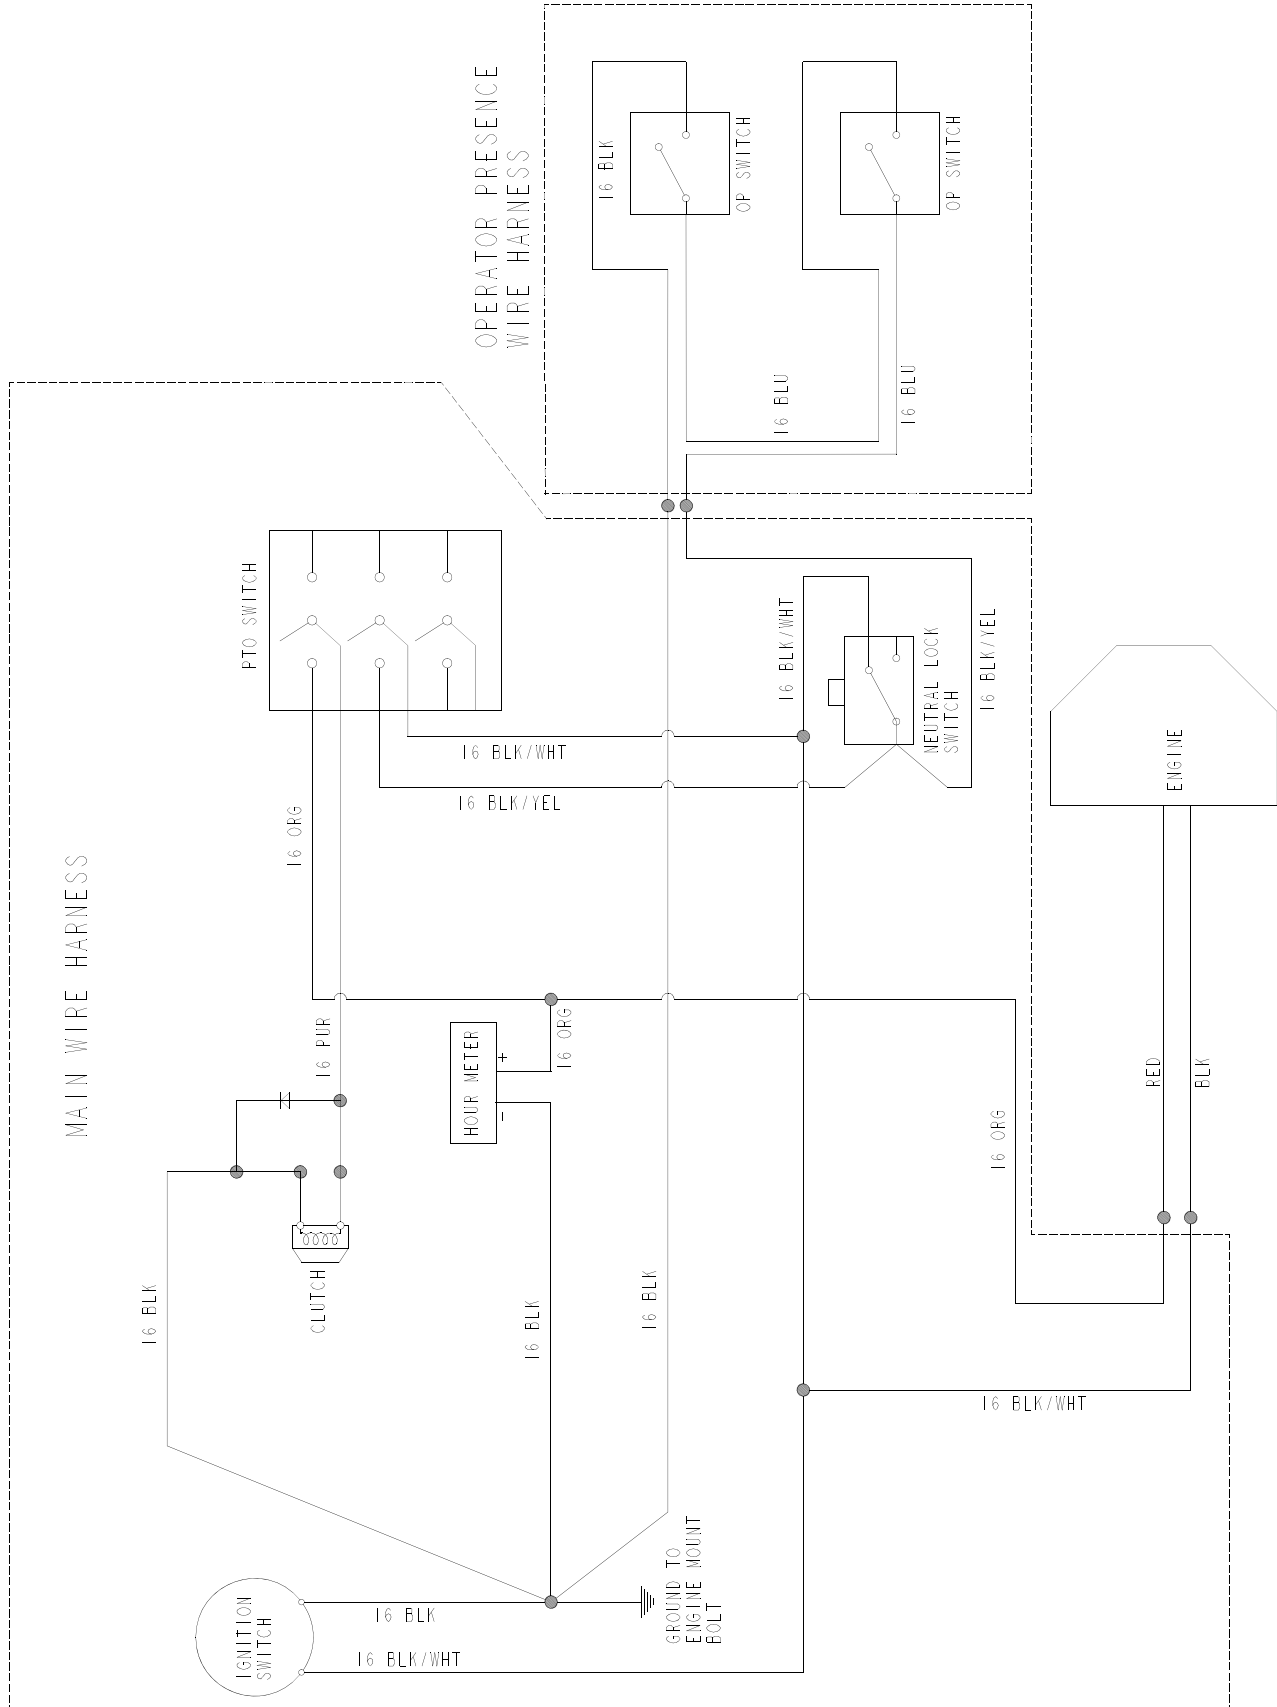 OPERATOR PRESENCE
WIRE HARNESS
16 BLK
OP SWITCH
OP SWITCH
16 BLU
16 BLU
PTO SWITCH
16 BLK/WHT
NEUTRAL LOCK
SWITCH
16 BLK/YEL
16 BLK/WHT
16 BLK/YEL
ENGINE
16 ORG
MAIN WIRE HARNESS
16 PUR
HOUR METER
+
-
16 ORG
RED
BLK
16 ORG
CLUTCH
16 BLK
16 BLK
16 BLK
16 BLK/WHT
GROUND TO
ENGINE MOUNT
BOLT
IGNITION
SWITCH
16 BLK
16 BLK/WHT